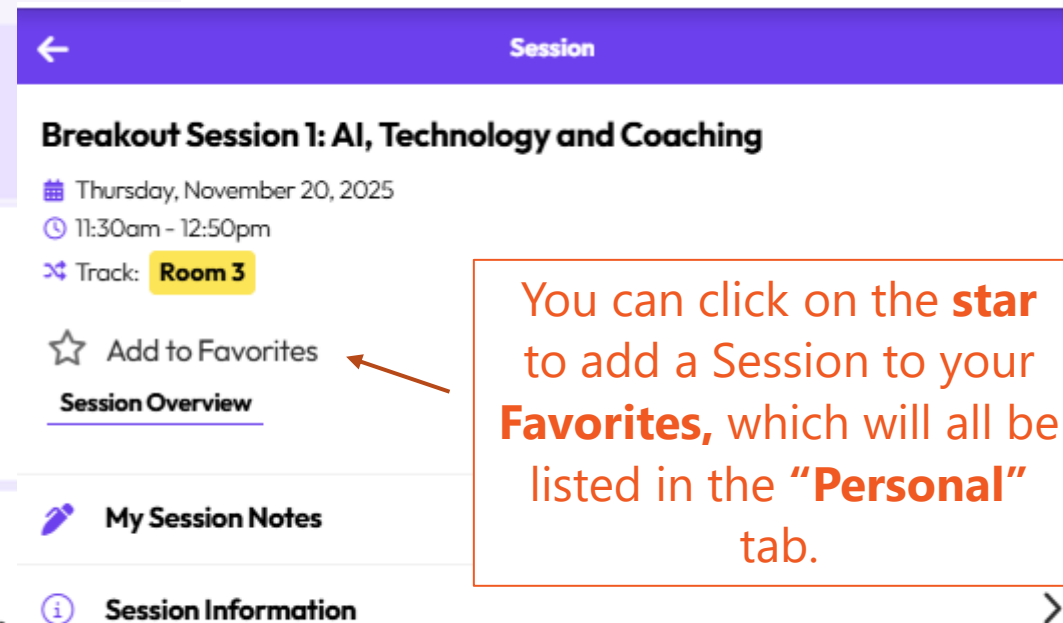 Session
Breakout Session 1: AI, Technology and Coaching
Thursday, November 20, 2025
11:30am - 12:50pm
Track: Room 3
Add to Favorites
Session Overview
My Session Notes
Session Information
You can click on the star
to add a Session to your
Favorites, which will all be
listed in the “Personal”
tab.